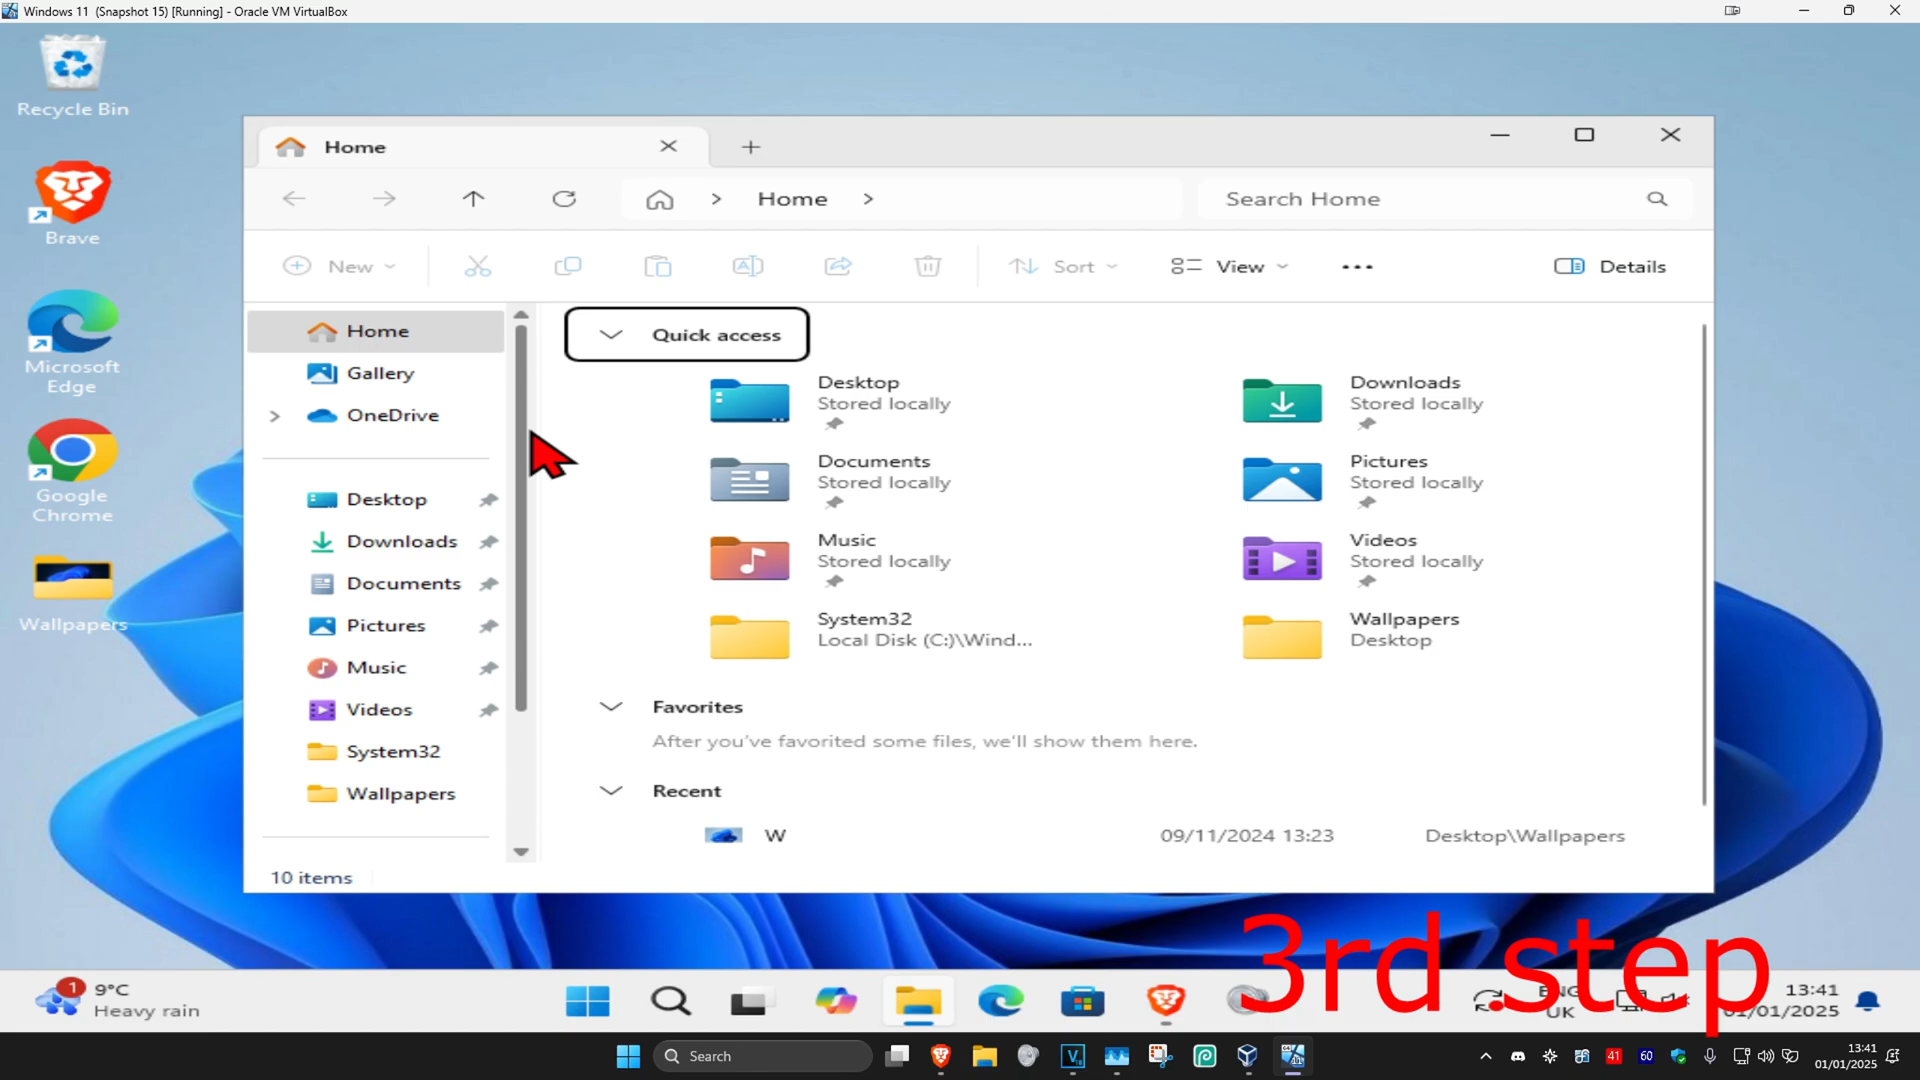 Windows 11 (Snapshot 15) [Running] - Oracle VM VirtualBox
Recycle Bin
Brave
Microsoft
Edge
Google
Chrome
Wallpapers
Home
Home
Search Home
New
Sort
View
Details
Home
Gallery
OneDrive
Desktop
Downloads
Documents
Pictures
Music
Videos
System32
Wallpapers
10 items
Quick access
Desktop
Stored locally
Downloads
Stored locally
Documents
Stored locally
Pictures
Stored locally
Music
Stored locally
Videos
Stored locally
System32
Local Disk (C:)\Wind...
Wallpapers
Desktop
Favorites
After you've favorited some files, we'll show them here.
Recent
W 09/11/2024 13:23 Desktop\Wallpapers
3rd step
1
9°C
Heavy rain
ENG
UK
13:41
01/01/2025
Search
41
60
13:41
01/01/2025